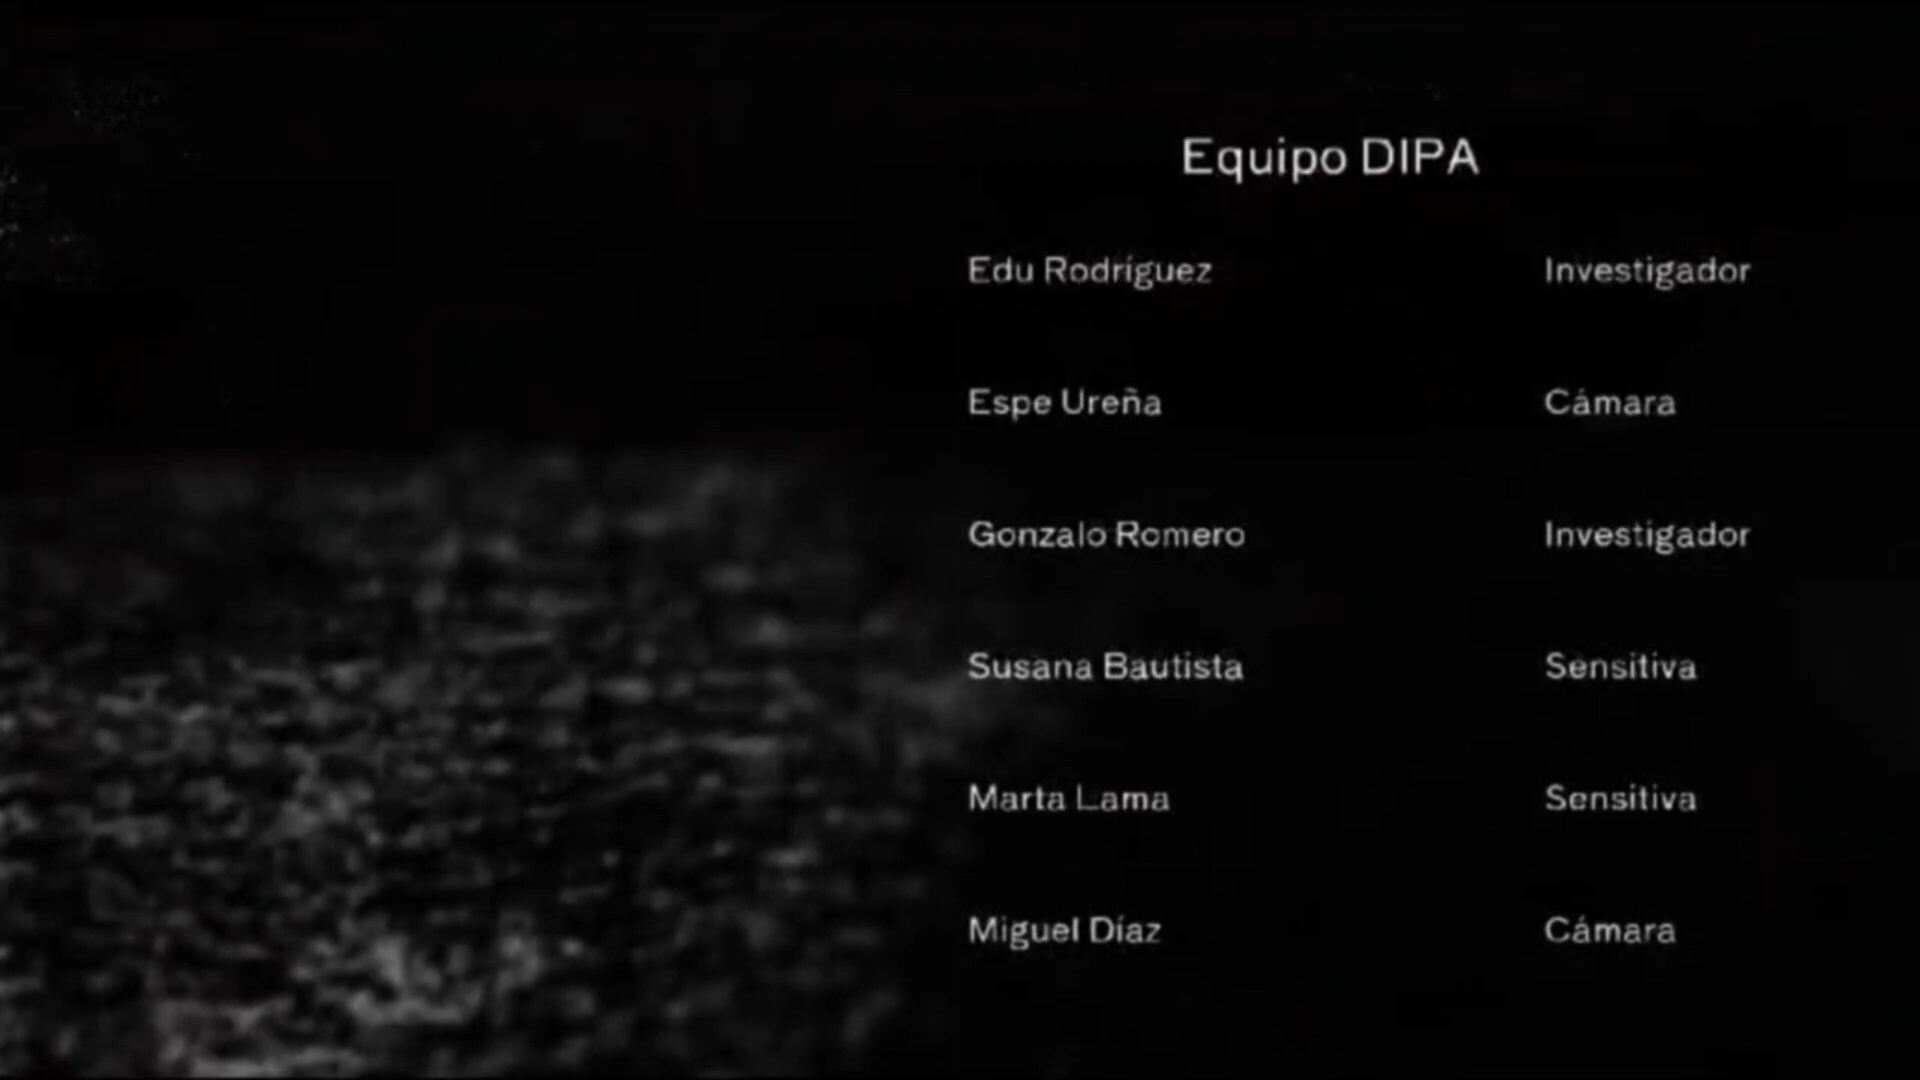 Equipo DIPA
Edu Rodríguez Investigador
Espe Ureña Cámara
Gonzalo Romero Investigador
Susana Bautista Sensitiva
Marta Lama Sensitiva
Miguel Díaz Cámara